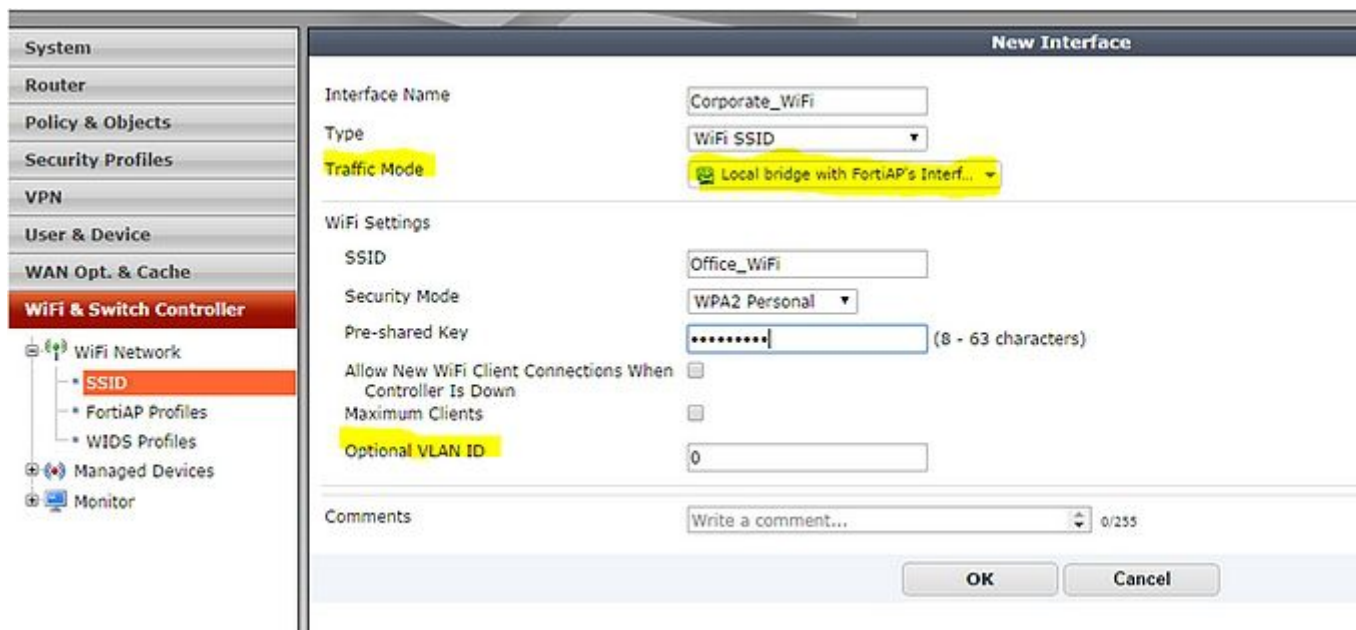 New Interface
System
Router
Policy & Objects
Security Profiles
VPN
User & Device
WAN Opt. & Cache
WiFi & Switch Controller
WiFi Network
SSID
FortiAP Profiles
WIDS Profiles
Managed Devices
Monitor
Interface Name Corporate_WiFi
Type WiFi SSID
Traffic Mode Local bridge with FortiAP's Interf...
WiFi Settings
SSID Office_WiFi
Security Mode WPA2 Personal
Pre-shared Key ••••••••• (8 - 63 characters)
Allow New WiFi Client Connections When
Controller Is Down
Maximum Clients
Optional VLAN ID 0
Comments Write a comment... 0/255
OK Cancel